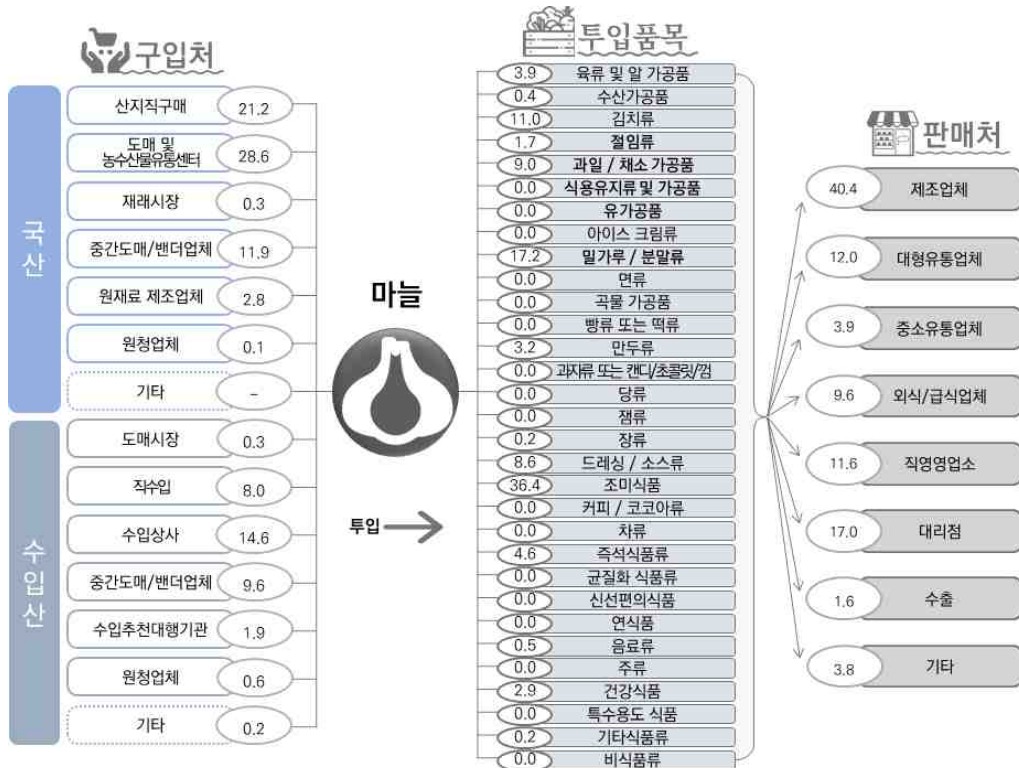 구입처
국산
산지직구매 21.2
도매 및
농수산물유통센터 28.6
재래시장 0.3
중간도매/밴더업체 11.9
원재료 제조업체 2.8
원청업체 0.1
기타 -
수입산
도매시장 0.3
직수입 8.0
수입상사 14.6
중간도매/밴더업체 9.6
수입추천대행기관 1.9
원청업체 0.6
기타 0.2
마늘
투입
투입품목
3.9 육류 및 알 가공품
0.4 수산가공품
11.0 김치류
1.7 절임류
9.0 과일 / 채소 가공품
0.0 식용유지류 및 가공품
0.0 유가공품
0.0 아이스 크림류
17.2 밀가루 / 분말류
0.0 면류
0.0 곡물 가공품
0.0 빵류 또는 떡류
3.2 만두류
0.0 과자류 또는 캔디/초콜릿/껌
0.0 당류
0.0 잼류
0.2 장류
8.6 드레싱 / 소스류
36.4 조미식품
0.0 커피 / 코코아류
0.0 차류
4.6 즉석식품류
0.0 균질화 식품류
0.0 신선편의식품
0.0 연식품
0.5 음료류
0.0 주류
2.9 건강식품
0.0 특수용도 식품
0.2 기타식품류
0.0 비식품류
판매처
40.4 제조업체
12.0 대형유통업체
3.9 중소유통업체
9.6 외식/급식업체
11.6 직영영업소
17.0 대리점
1.6 수출
3.8 기타